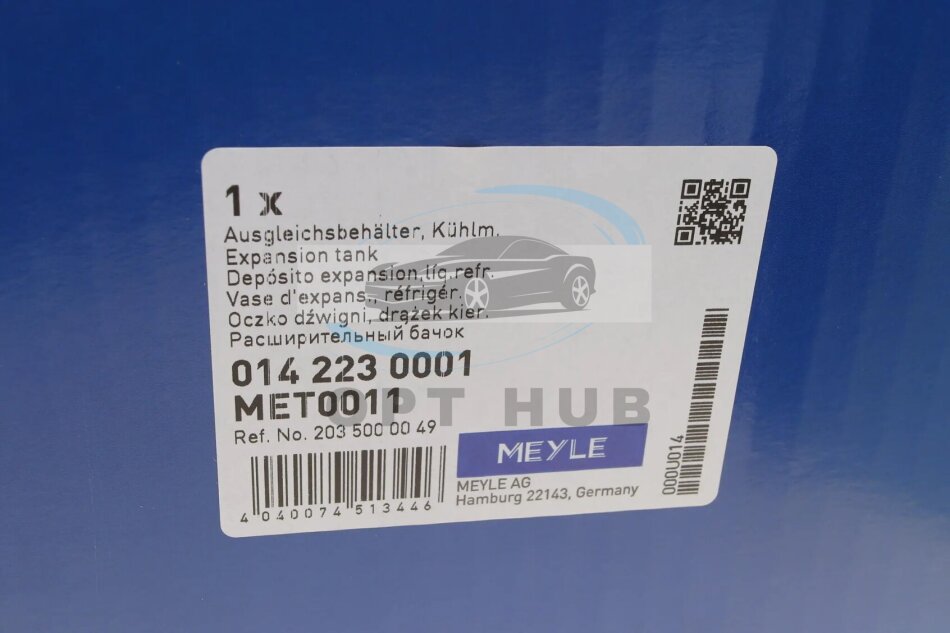 1 x
Ausgleichsbehälter, Kühlm.
Expansion tank
Depósito expansion,líq.refr.
Vase d'expans., réfrigér.
Oczko dźwigni, drążek kier.
Расширительный бачок
014 223 0001
MET0011
OPT HUB
Ref. No. 203 500 00 49
MEYLE
MEYLE AG
Hamburg 22143, Germany
4 040074 513446
000U014